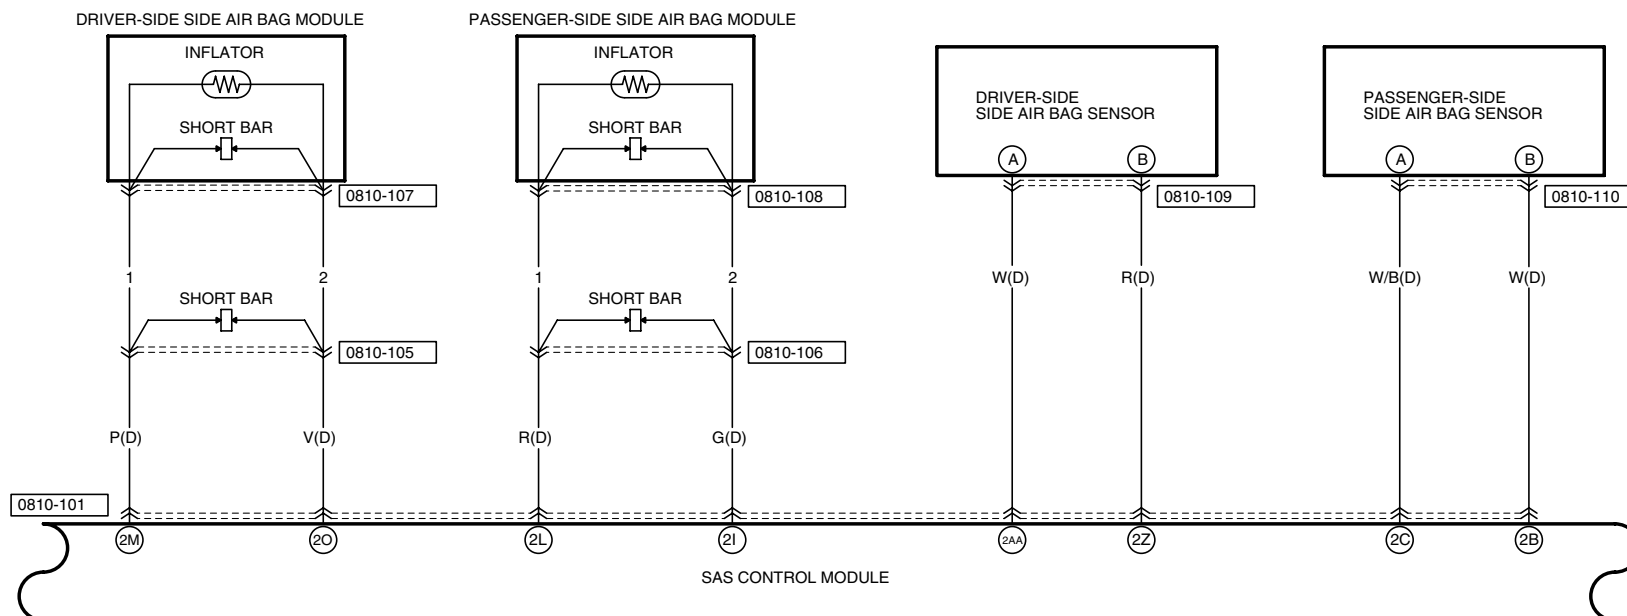 DRIVER-SIDE SIDE AIR BAG MODULE
PASSENGER-SIDE SIDE AIR BAG MODULE
INFLATOR
INFLATOR
DRIVER-SIDE
SIDE AIR BAG SENSOR
PASSENGER-SIDE
SIDE AIR BAG SENSOR
SHORT BAR
SHORT BAR
A
B
A
B
0810-107
0810-108
0810-109
0810-110
1
2
1
2
W(D)
R(D)
W/B(D)
W(D)
SHORT BAR
SHORT BAR
0810-105
0810-106
P(D)
V(D)
R(D)
G(D)
0810-101
2M
2O
2L
2I
2AA
2Z
2C
2B
SAS CONTROL MODULE